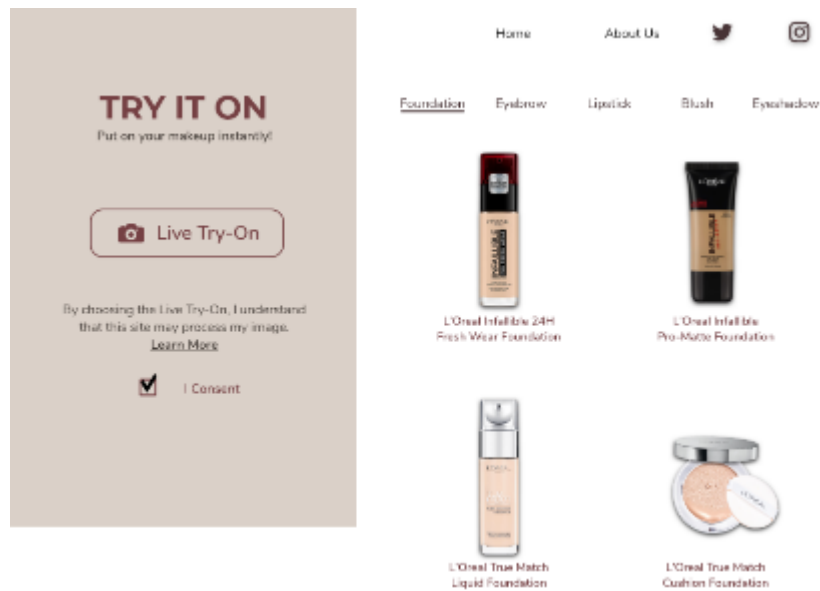 TRY IT ON
Put on your makeup instantly!
Live Try-On
By choosing the Live Try-On, I understand
that this site may process my image.
Learn More
I Consent
Home
About Us
Foundation
Eyebrow
Lipstick
Blush
Eyeshadow
L'Oreal Infallible 24H
Fresh Wear Foundation
L'Oreal Infallible
Pro-Matte Foundation
L'Oreal True Match
Liquid Foundation
L'Oreal True Match
Cushion Foundation